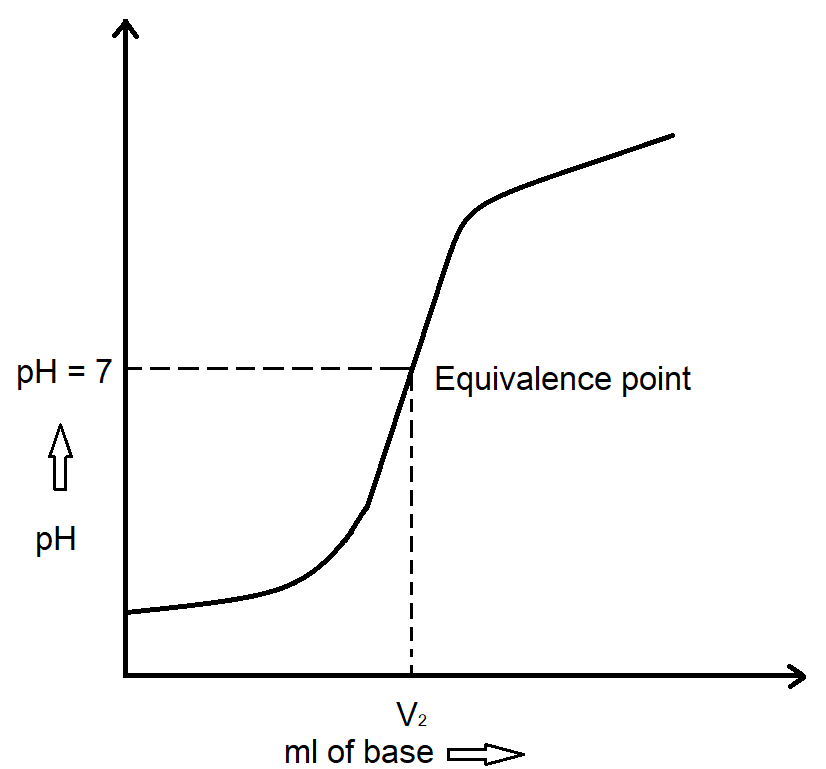 pH = 7
Equivalence point
pH
V₂
ml of base